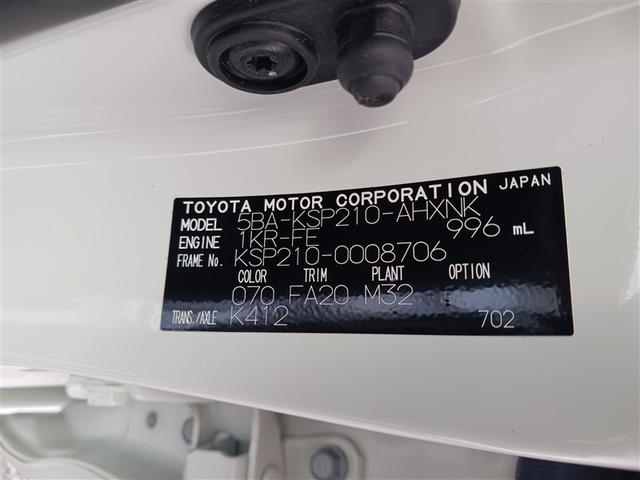 TOYOTA MOTOR CORPORATION JAPAN
MODEL 5BA-KSP210-AHXNK
ENGINE 1KR-FE 996 mL
FRAME No. KSP210-0008706
COLOR TRIM PLANT OPTION
070 FA20 M32
TRANS./AXLE K412 702